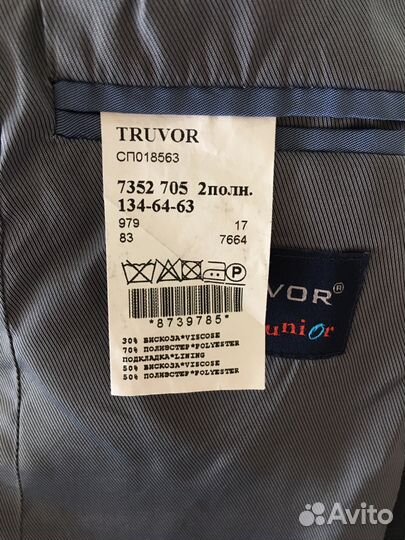 TRUVOR
СП018563
7352 705 2полн.
134-64-63
979 17
83 7664
P
*8739785*
30% ВИСКОЗА*VISCOSE
70% ПОЛИЭСТЕР*POLYESTER
ПОДКЛАДКА*LINING
50% ВИСКОЗА*VISCOSE
50% ПОЛИЭСТЕР*POLYESTER
VOR®
unior
Avito